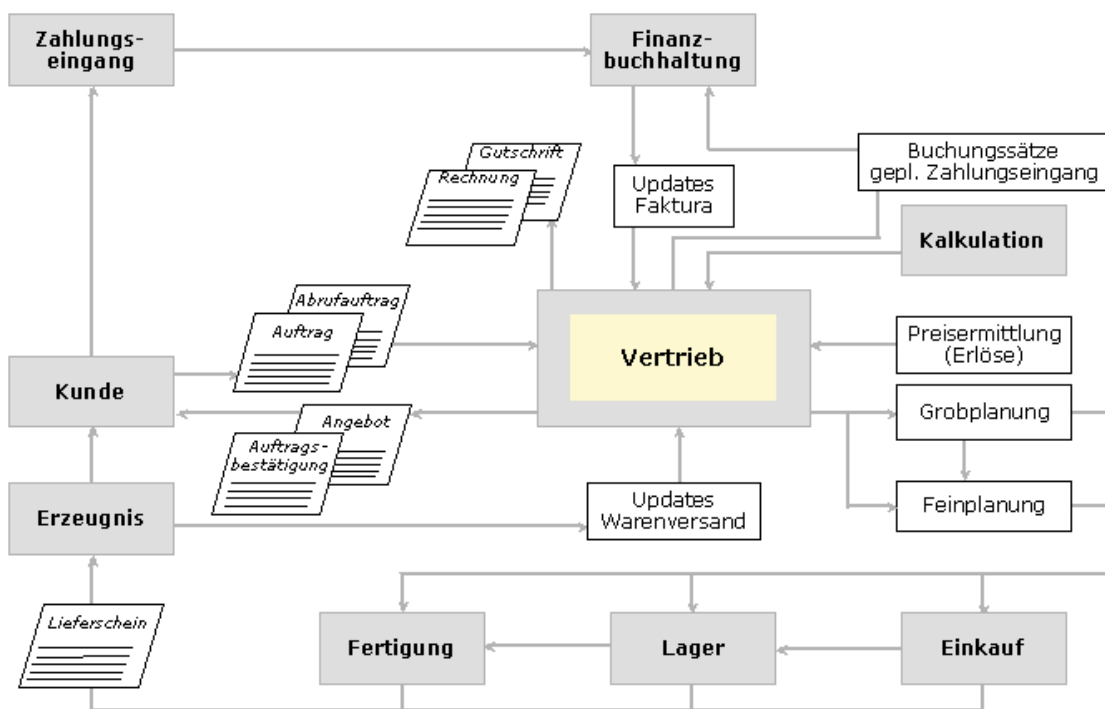 Zahlungs-
eingang
Finanz-
buchhaltung
Gutschrift
Rechnung
Updates
Faktura
Buchungssätze
gepl. Zahlungseingang
Kalkulation
Abrufauftrag
Auftrag
Vertrieb
Preisermittlung
(Erlöse)
Kunde
Angebot
Auftrags-
bestätigung
Grobplanung
Erzeugnis
Updates
Warenversand
Feinplanung
Lieferschein
Fertigung
Lager
Einkauf